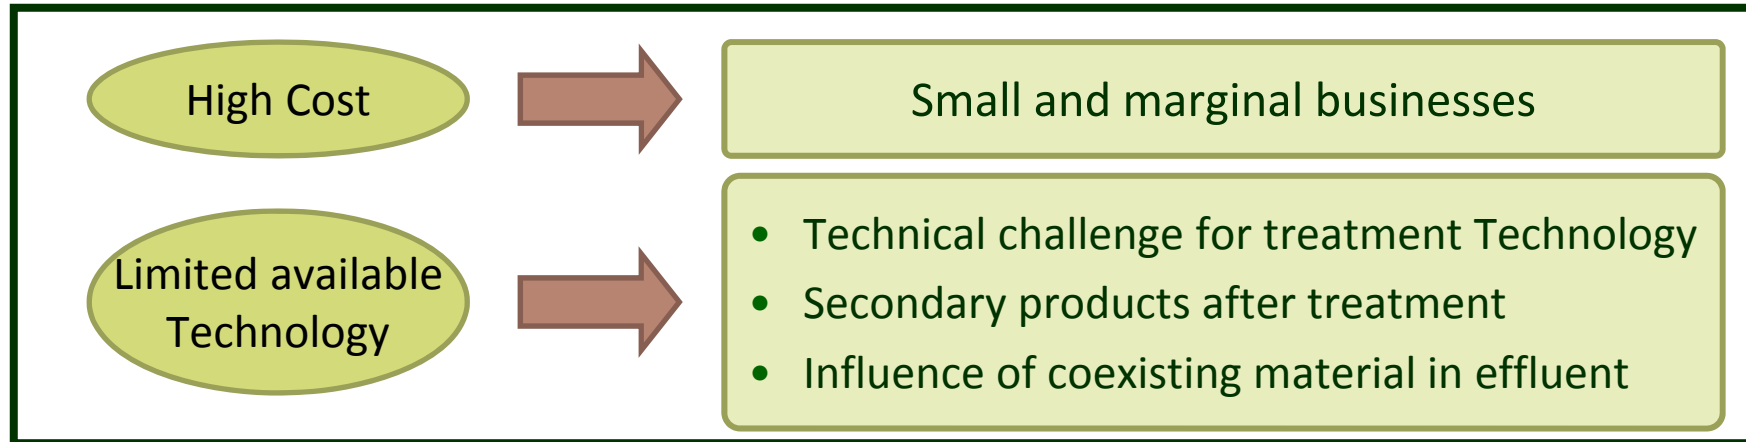 High Cost
Small and marginal businesses
Limited available
Technology
• Technical challenge for treatment Technology
• Secondary products after treatment
• Influence of coexisting material in effluent